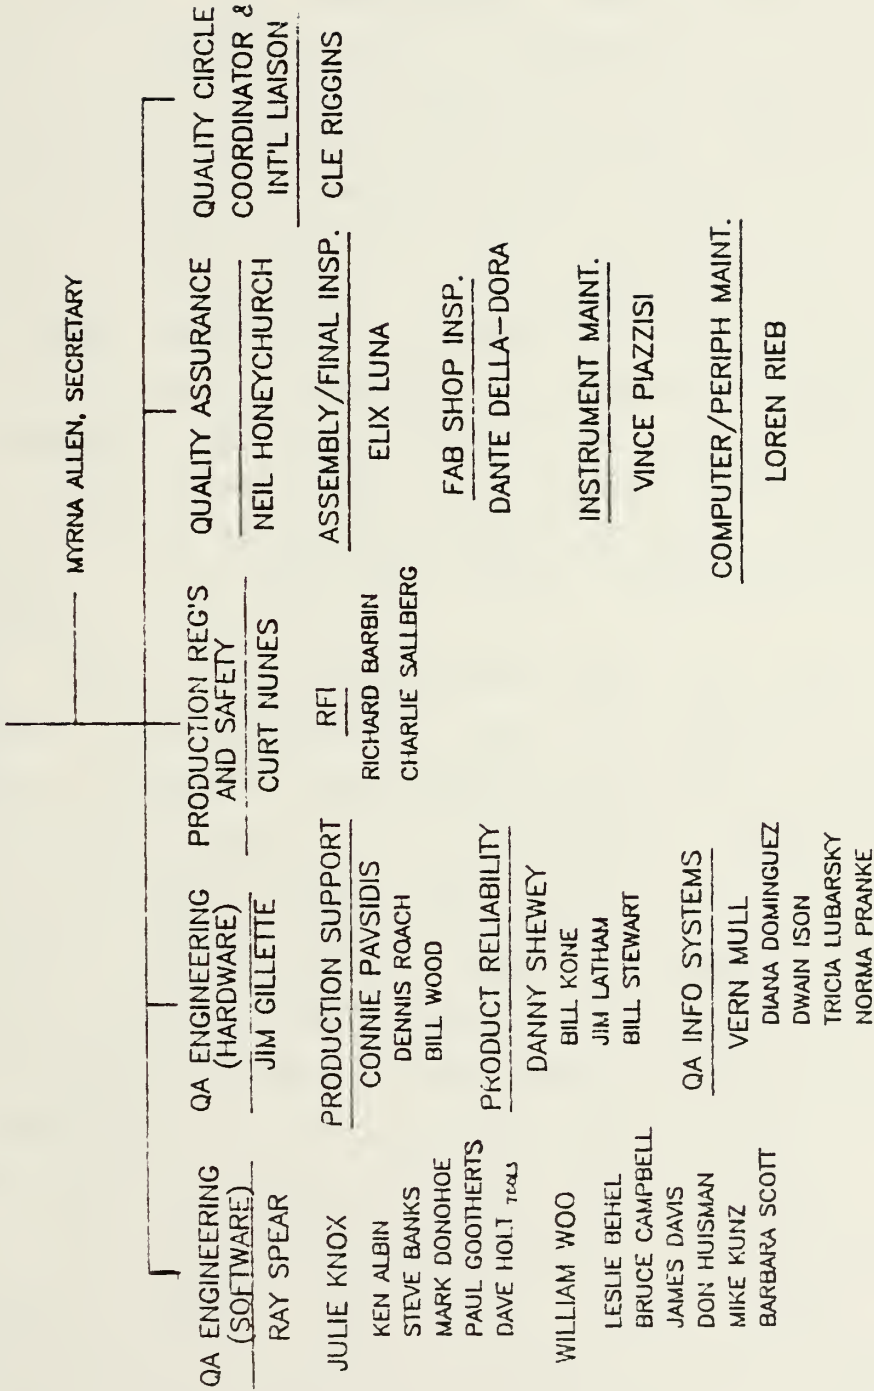 MYRNA ALLEN, SECRETARY
QA ENGINEERING
(SOFTWARE)
RAY SPEAR
JULIE KNOX
KEN ALBIN
STEVE BANKS
MARK DONOHOE
PAUL GOOTHERTS
DAVE HOLT TOOLS
WILLIAM WOO
LESLIE BEHEL
BRUCE CAMPBELL
JAMES DAVIS
DON HUISMAN
MIKE KUNZ
BARBARA SCOTT
QA ENGINEERING
(HARDWARE)
JIM GILLETTE
PRODUCTION SUPPORT
CONNIE PAVSIDIS
DENNIS ROACH
BILL WOOD
PRODUCT RELIABILITY
DANNY SHEWEY
BILL KONE
JIM LATHAM
BILL STEWART
QA INFO SYSTEMS
VERN MULL
DIANA DOMINGUEZ
DWAIN ISON
TRICIA LUBARSKY
NORMA PRANKE
PRODUCTION REG'S
AND SAFETY
CURT NUNES
RFI
RICHARD BARBIN
CHARLIE SALLBERG
QUALITY ASSURANCE
NEIL HONEYCHURCH
ASSEMBLY/FINAL INSP.
ELIX LUNA
FAB SHOP INSP.
DANTE DELLA-DORA
INSTRUMENT MAINT.
VINCE PIAZZISI
COMPUTER/PERIPH MAINT.
LOREN RIEB
QUALITY CIRCLE
COORDINATOR &
INT'L LIAISON
CLE RIGGINS